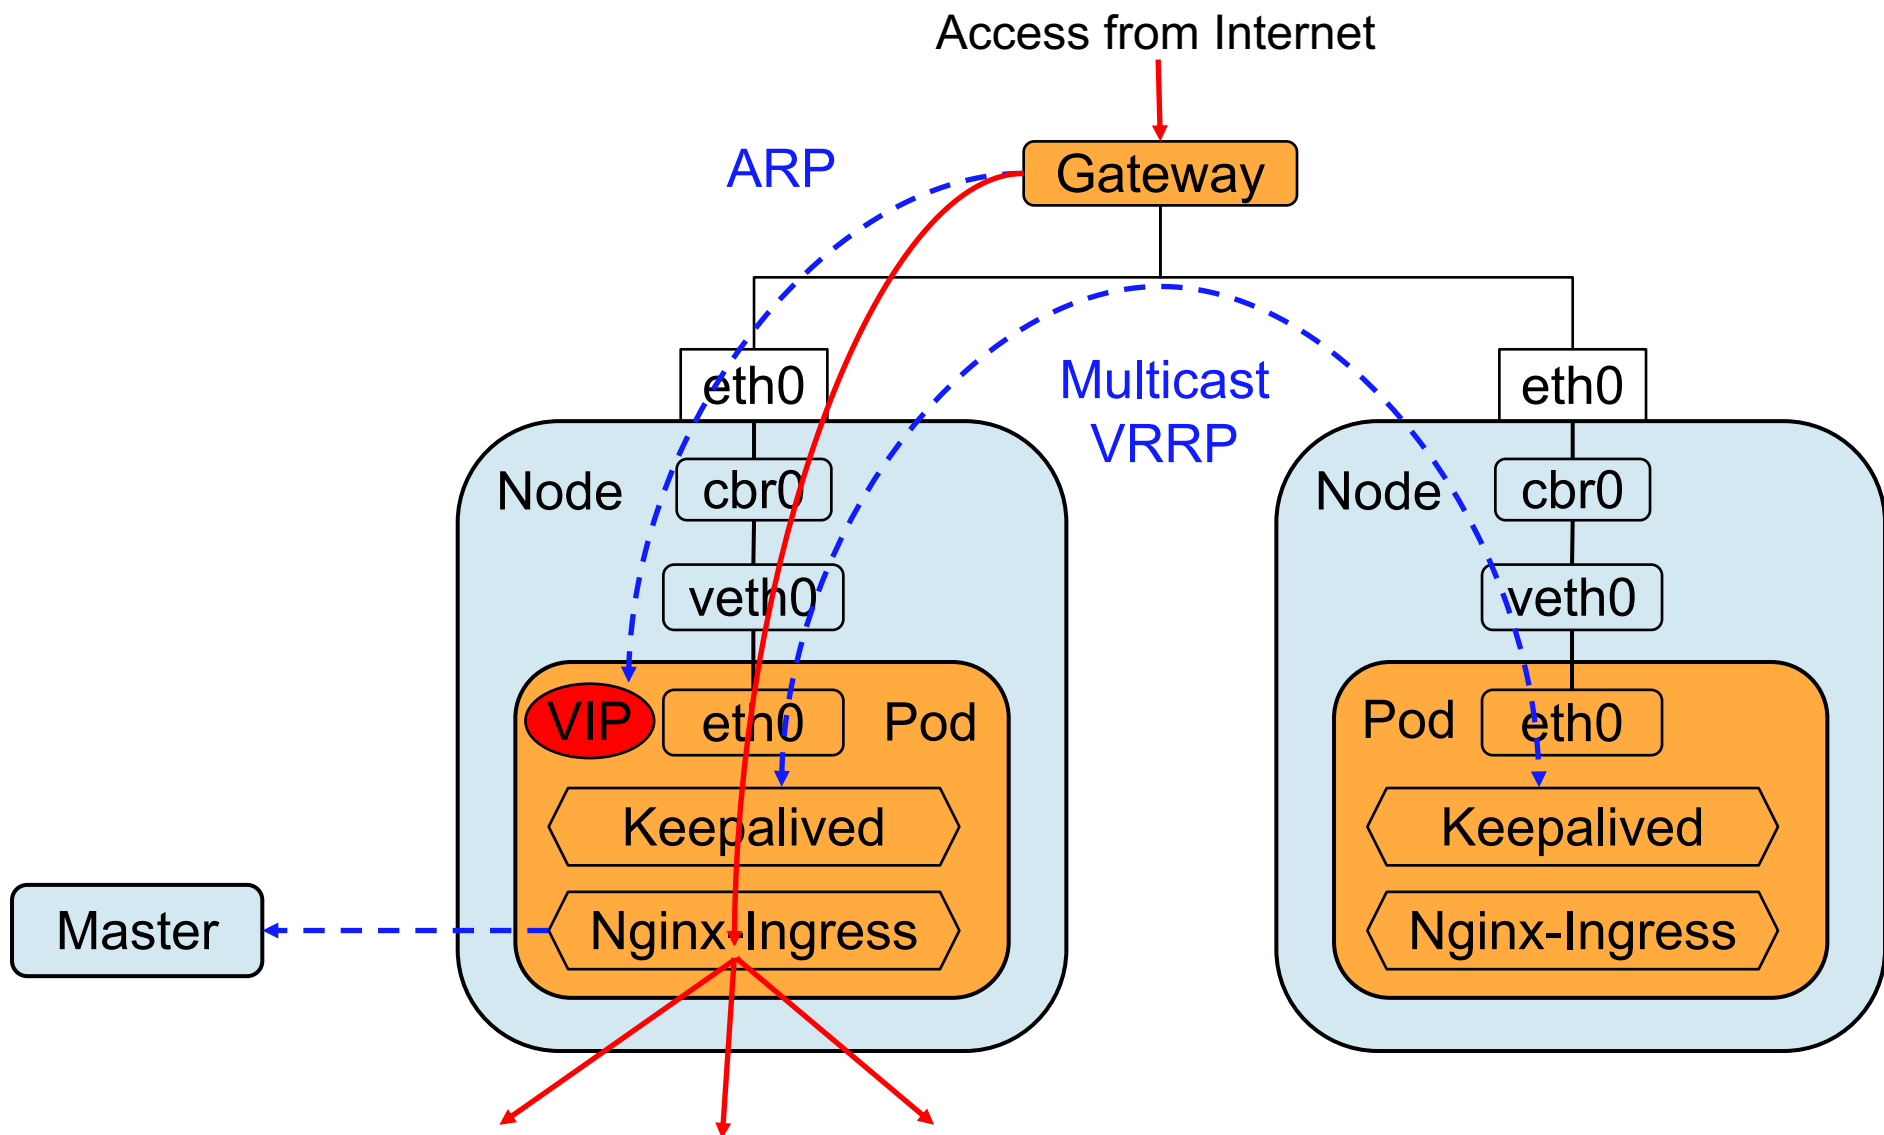 Access from Internet
ARP
Gateway
eth0
Multicast
VRRP
eth0
Node
cbr0
Node
cbr0
veth0
veth0
VIP
eth0
Pod
Pod
eth0
Keepalived
Keepalived
Master
Nginx-Ingress
Nginx-Ingress